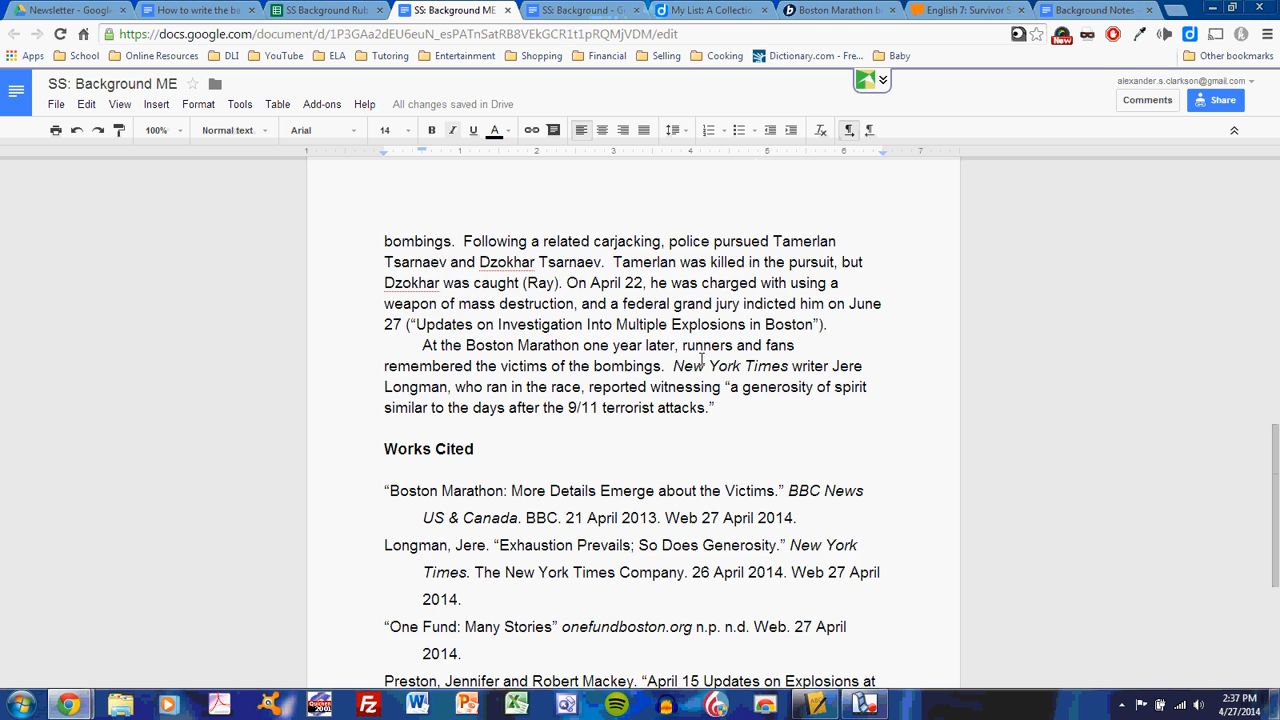 Newsletter - Google
How to write the bo
SS Background Rub
SS: Background ME
SS: Background - G
My List: A Collection
Boston Marathon b
English 7: Survivor S
Background Notes
https://docs.google.com/document/d/1P3GAa2dEU6euN_esPATnSatRB8VEkGCR1t1pRQMjVDM/edit
New
Apps School Online Resources DLI YouTube ELA Tutoring Entertainment Shopping Financial Selling Cooking Dictionary.com - Fre... Baby Other bookmarks
SS: Background ME
alexander.s.clarkson@gmail.com
File Edit View Insert Format Tools Table Add-ons Help All changes saved in Drive
Comments Share
100% Normal text Arial 14 B I U A
1 1 2 3 4 5 6 7
bombings. Following a related carjacking, police pursued Tamerlan
Tsarnaev and Dzokhar Tsarnaev. Tamerlan was killed in the pursuit, but
Dzokhar was caught (Ray). On April 22, he was charged with using a
weapon of mass destruction, and a federal grand jury indicted him on June
27 (“Updates on Investigation Into Multiple Explosions in Boston”).
At the Boston Marathon one year later, runners and fans
remembered the victims of the bombings. New York Times writer Jere
Longman, who ran in the race, reported witnessing “a generosity of spirit
similar to the days after the 9/11 terrorist attacks.”
Works Cited
“Boston Marathon: More Details Emerge about the Victims.” BBC News
US & Canada. BBC. 21 April 2013. Web 27 April 2014.
Longman, Jere. “Exhaustion Prevails; So Does Generosity.” New York
Times. The New York Times Company. 26 April 2014. Web 27 April
2014.
“One Fund: Many Stories” onefundboston.org n.p. n.d. Web. 27 April
2014.
Preston, Jennifer and Robert Mackey. “April 15 Updates on Explosions at
2:37 PM
4/27/2014